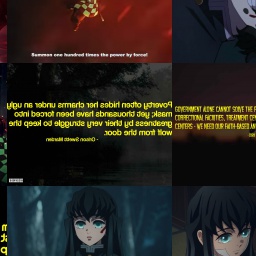 Summon one hundred times the power by force!
Poverty often hides her charms under an ugly
mask yet thousands have been forced into
greatness by their very struggle to keep the
wolf from the door.
- Orison Swett Marden
GOVERNMENT ALONE CANNOT SOLVE THE
CORRECTIONAL FACILITIES, TREATMENT
CENTERS - WE NEED OUR FAITH-BASED